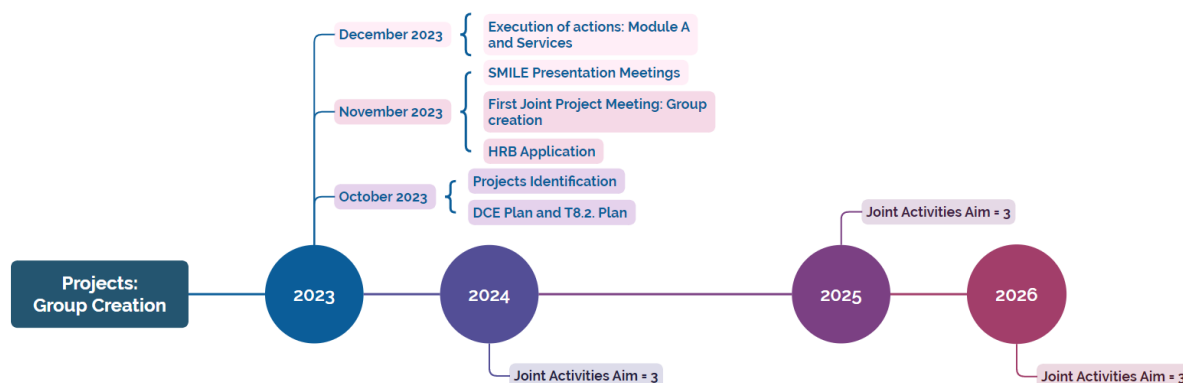 December 2023
Execution of actions: Module A
and Services
SMILE Presentation Meetings
November 2023
First Joint Project Meeting: Group
creation
HRB Application
Projects Identification
October 2023
DCE Plan and T8.2. Plan
Joint Activities Aim = 3
Projects:
Group Creation
2023
2024
2025
2026
Joint Activities Aim = 3
Joint Activities Aim = 3